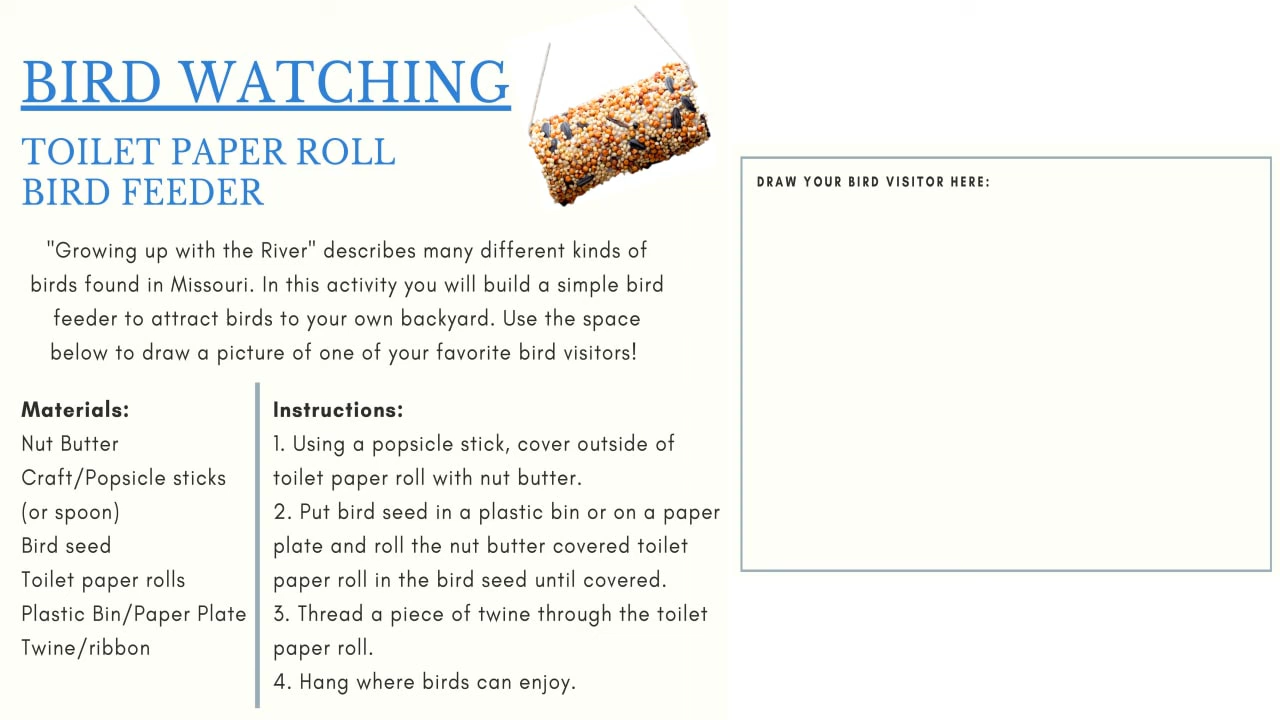 BIRD WATCHING
TOILET PAPER ROLL
BIRD FEEDER
"Growing up with the River" describes many different kinds of
birds found in Missouri. In this activity you will build a simple bird
feeder to attract birds to your own backyard. Use the space
below to draw a picture of one of your favorite bird visitors!
Materials:
Nut Butter
Craft/Popsicle sticks
(or spoon)
Bird seed
Toilet paper rolls
Plastic Bin/Paper Plate
Twine/ribbon
Instructions:
1. Using a popsicle stick, cover outside of
toilet paper roll with nut butter.
2. Put bird seed in a plastic bin or on a paper
plate and roll the nut butter covered toilet
paper roll in the bird seed until covered.
3. Thread a piece of twine through the toilet
paper roll.
4. Hang where birds can enjoy.
DRAW YOUR BIRD VISITOR HERE: